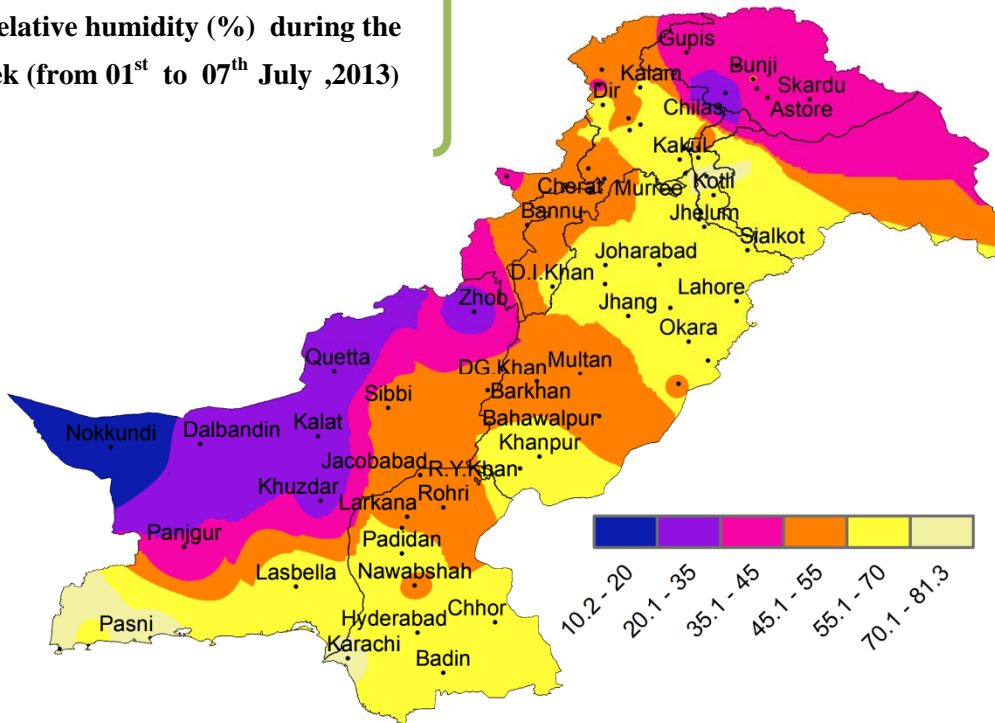 elative humidity (%) during the
ek (from 01st to 07th July ,2013)
Gupis
Bunji
Kalam
Skardu
Dir
Astore
Chilas
Kakul
Cherat Murree Kotli
Bannu
Jhelum
Sialkot
Joharabad
D.I.Khan
Lahore
Zhob
Jhang
Okara
Quetta
DG.Khan Multan
Sibbi
Barkhan
Bahawalpur
Nokkundi Dalbandin Kalat
Khanpur
Jacobabad R.Y.Khan
Khuzdar
Larkana Rohri
Panjgur
Padidan
Lasbella Nawabshah
Chhor
Hyderabad
Pasni
Karachi
Badin
10.2 - 20
20.1 - 35
35.1 - 45
45.1 - 55
55.1 - 70
70.1 - 81.3